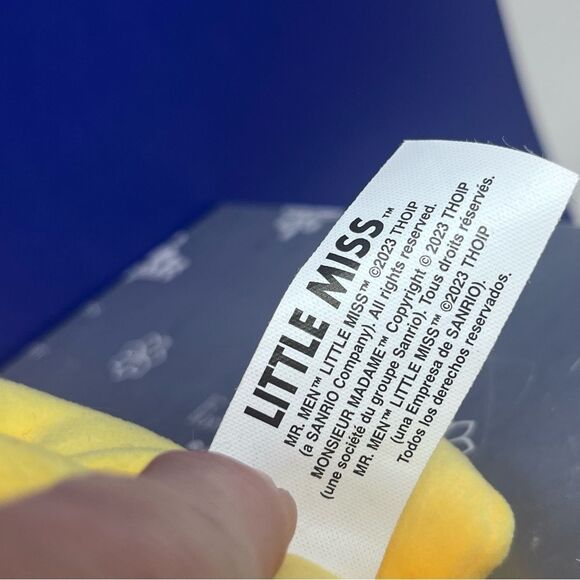 LITTLE MISS™
MR. MEN™ LITTLE MISS™ ©2023 THOIP
(a SANRIO Company). All rights reserved.
MONSIEUR MADAME™ Copyright © 2023 THOIP
(une société du groupe Sanrio). Tous droits réservés.
MR. MEN™ LITTLE MISS™ ©2023 THOIP
(una Empresa de SANRIO).
Todos los derechos reservados.